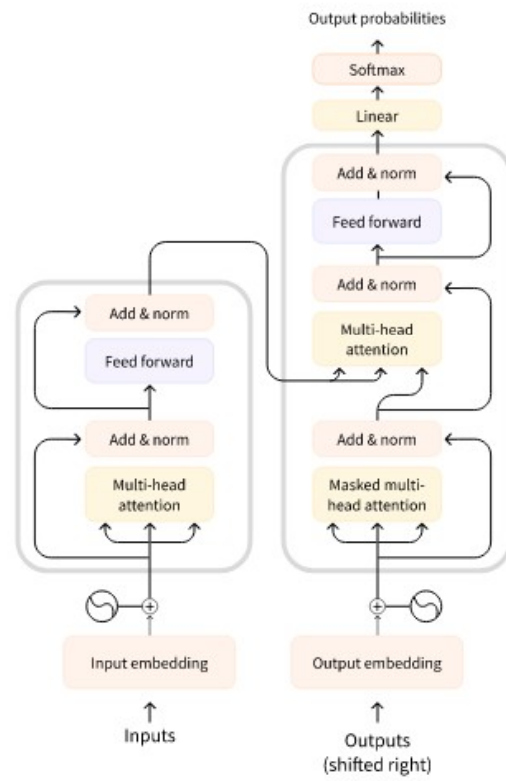 Output probabilities
Softmax
Linear
Add & norm
Feed forward
Add & norm
Multi-head
attention
Add & norm
Masked multi-
head attention
Output embedding
Outputs
(shifted right)
Add & norm
Feed forward
Add & norm
Multi-head
attention
Input embedding
Inputs